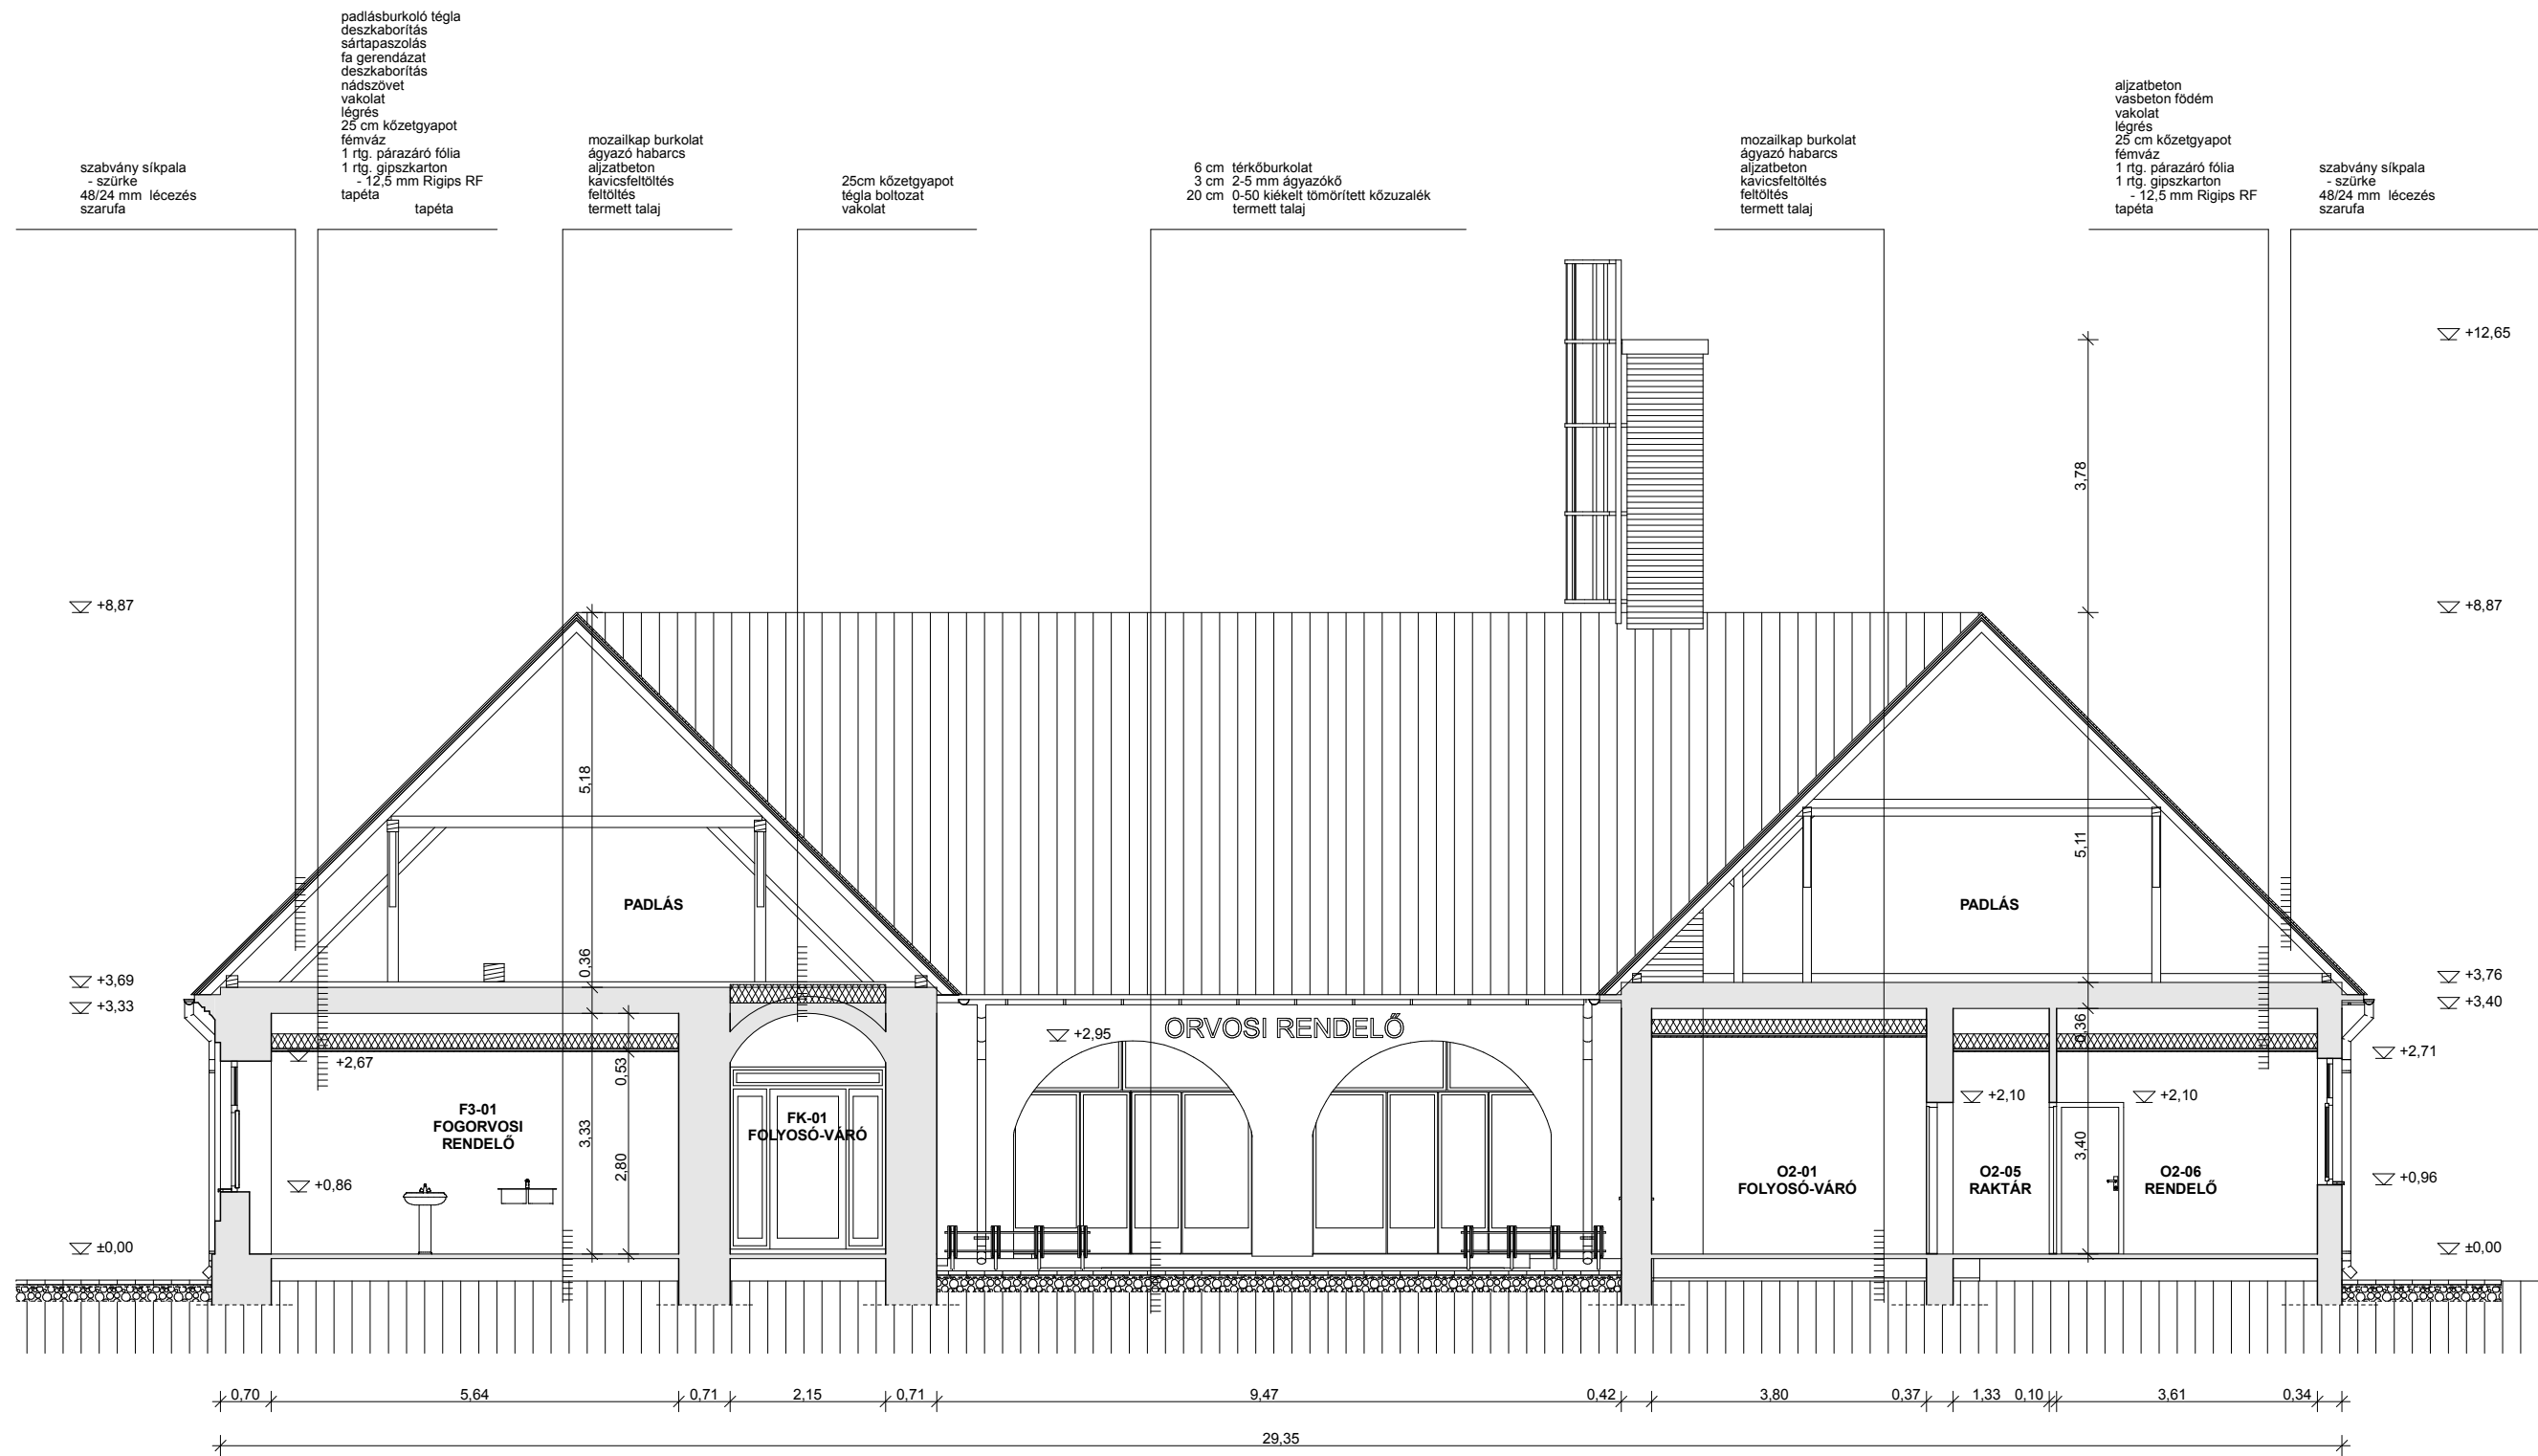 padlásburkoló tégla
deszkaborítás
sártapaszolás
fa gerendázat
deszkaborítás
nádszövet
vakolat
légrés
25 cm kőzetgyapot
fémváz
1 rtg. párazáró fólia
1 rtg. gipszkarton
- 12,5 mm Rigips RF
tapéta
tapéta
szabvány síkpala
- szürke
48/24 mm lécezés
szarufa
mozailkap burkolat
ágyazó habarcs
aljzatbeton
kavicsfeltöltés
feltöltés
termett talaj
25cm kőzetgyapot
tégla boltozat
vakolat
6 cm térkőburkolat
3 cm 2-5 mm ágyazókő
20 cm 0-50 kiékelt tömörített kőzuzalék
termett talaj
mozailkap burkolat
ágyazó habarcs
aljzatbeton
kavicsfeltöltés
feltöltés
termett talaj
aljzatbeton
vasbeton födém
vakolat
légrés
25 cm kőzetgyapot
fémváz
1 rtg. párazáró fólia
1 rtg. gipszkarton
- 12,5 mm Rigips RF
tapéta
szabvány síkpala
- szürke
48/24 mm lécezés
szarufa
+12,65
3,78
+8,87
+8,87
5,18
5,11
PADLÁS
PADLÁS
0,36
+3,69
+3,33
+3,76
+3,40
+2,95
ORVOSI RENDELŐ
0,36
+2,67
0,53
+2,71
+2,10
+2,10
F3-01
FOGORVOSI
RENDELŐ
3,33
2,80
FK-01
FOLYOSÓ-VÁRÓ
3,40
O2-01
FOLYOSÓ-VÁRÓ
O2-05
RAKTÁR
O2-06
RENDELŐ
+0,86
+0,96
±0,00
±0,00
0,70 5,64 0,71 2,15 0,71 9,47 0,42 3,80 0,37 1,33 0,10 3,61 0,34
29,35